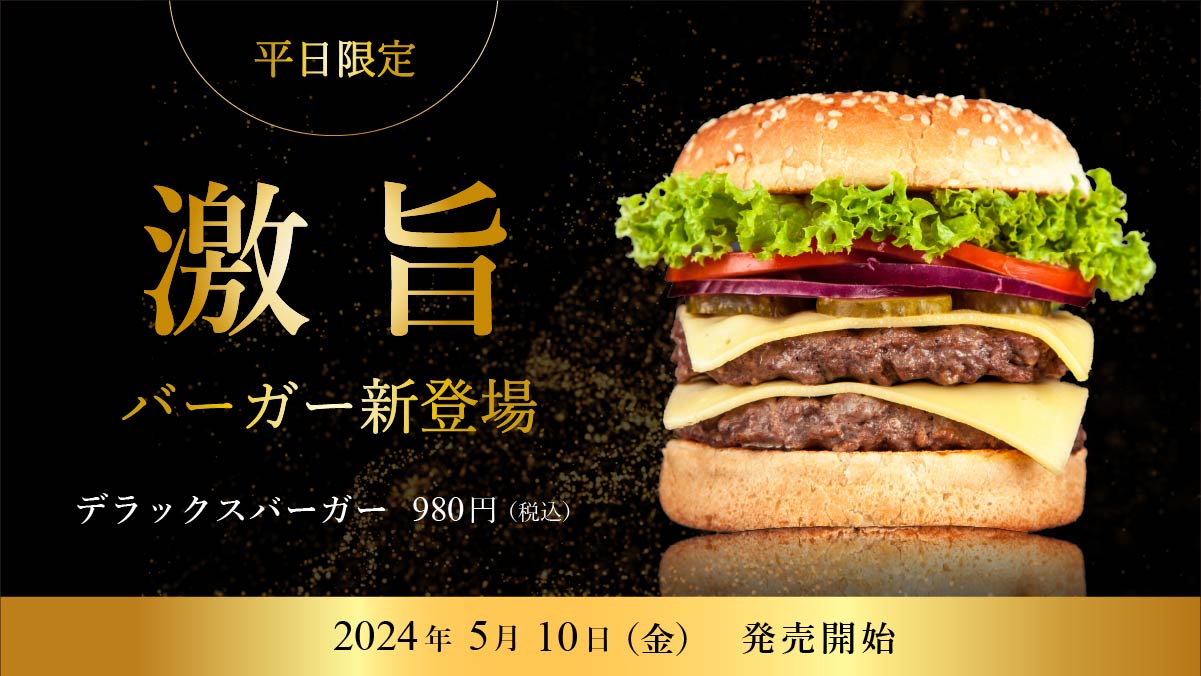 平日限定
激旨
バーガー新登場
デラックスバーガー 980円（税込）
2024年 5月 10日（金） 発売開始